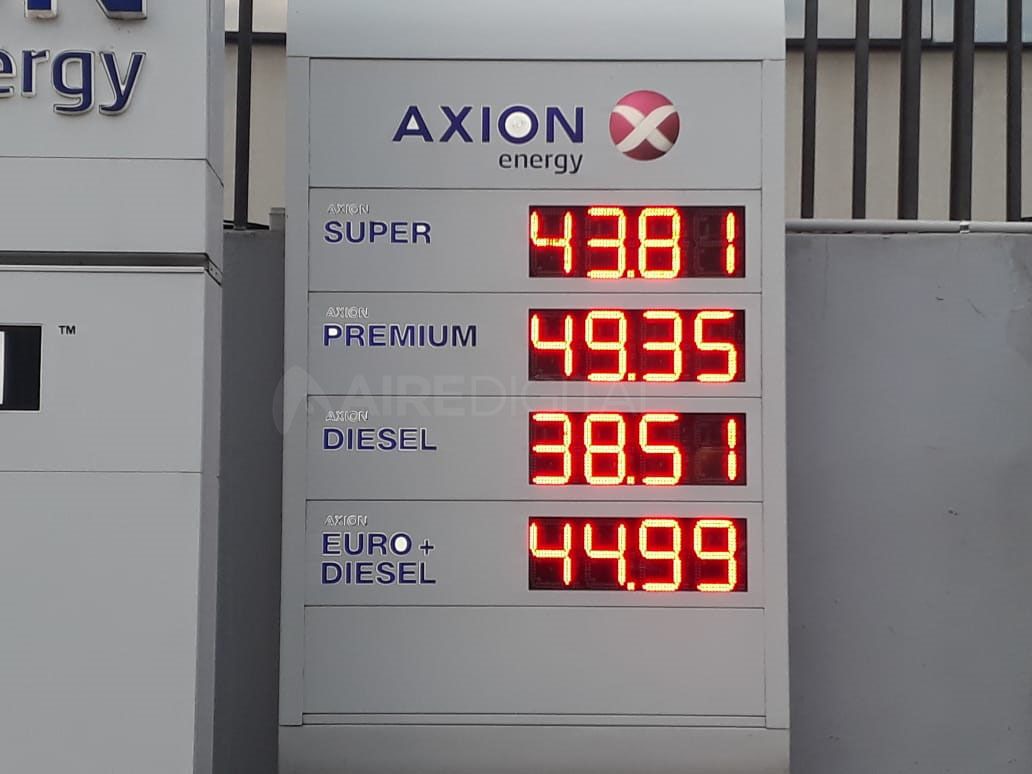 ergy
TM
AXION
energy
AXION
SUPER 43.81
AXION
PREMIUM 49.35
AIREDIGITAL
AXION
DIESEL 38.51
AXION
EURO +
DIESEL 44.99